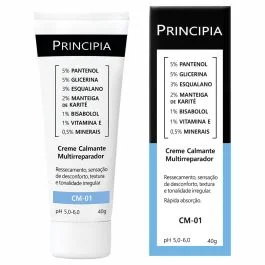 PRINCIPIA
5% PANTENOL
5% GLICERINA
3% ESQUALANO
2% MANTEIGA
DE KARITÉ
1% BISABOLOL
1% VITAMINA E
0,5% MINERAIS
Creme Calmante
Multirreparador
Ressecamento, sensação
de desconforto, textura
e tonalidade irregular.
CM-01
pH 5,0-6,0 40g
PRINCIPIA
5% PANTENOL
5% GLICERINA
3% ESQUALANO
2% MANTEIGA
DE KARITÉ
1% BISABOLOL
1% VITAMINA E
0,5% MINERAIS
Creme Calmante
Multirreparador
Ressecamento, sensação
de desconforto, textura
e tonalidade irregular.
Rápida absorção.
CM-01
pH 5,0-6,0 40g